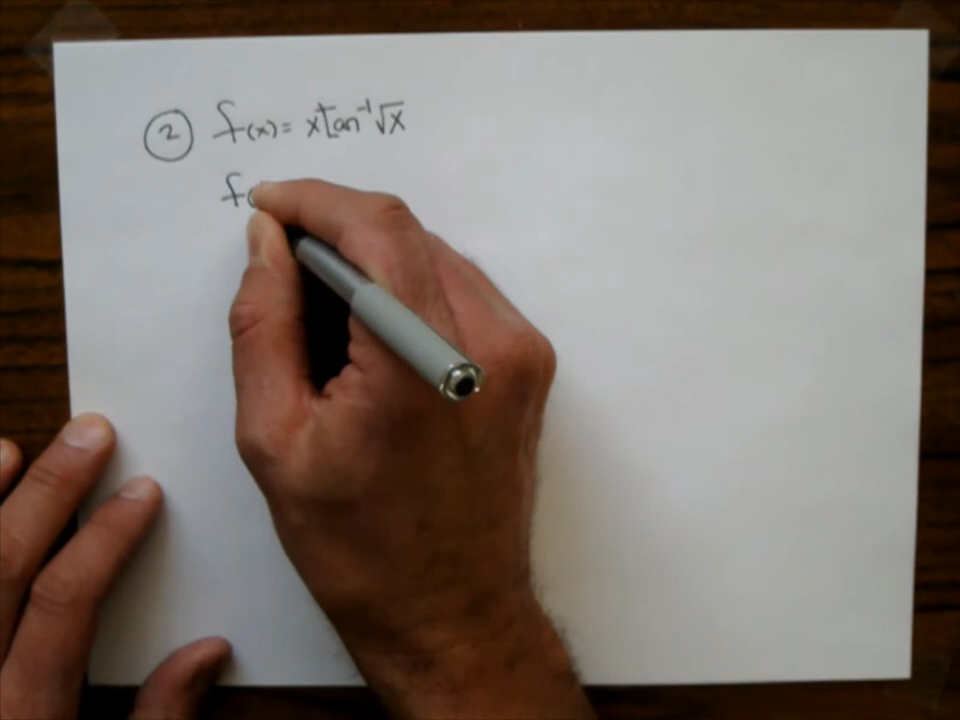 ② f(x) = x tan⁻¹ √x
f(